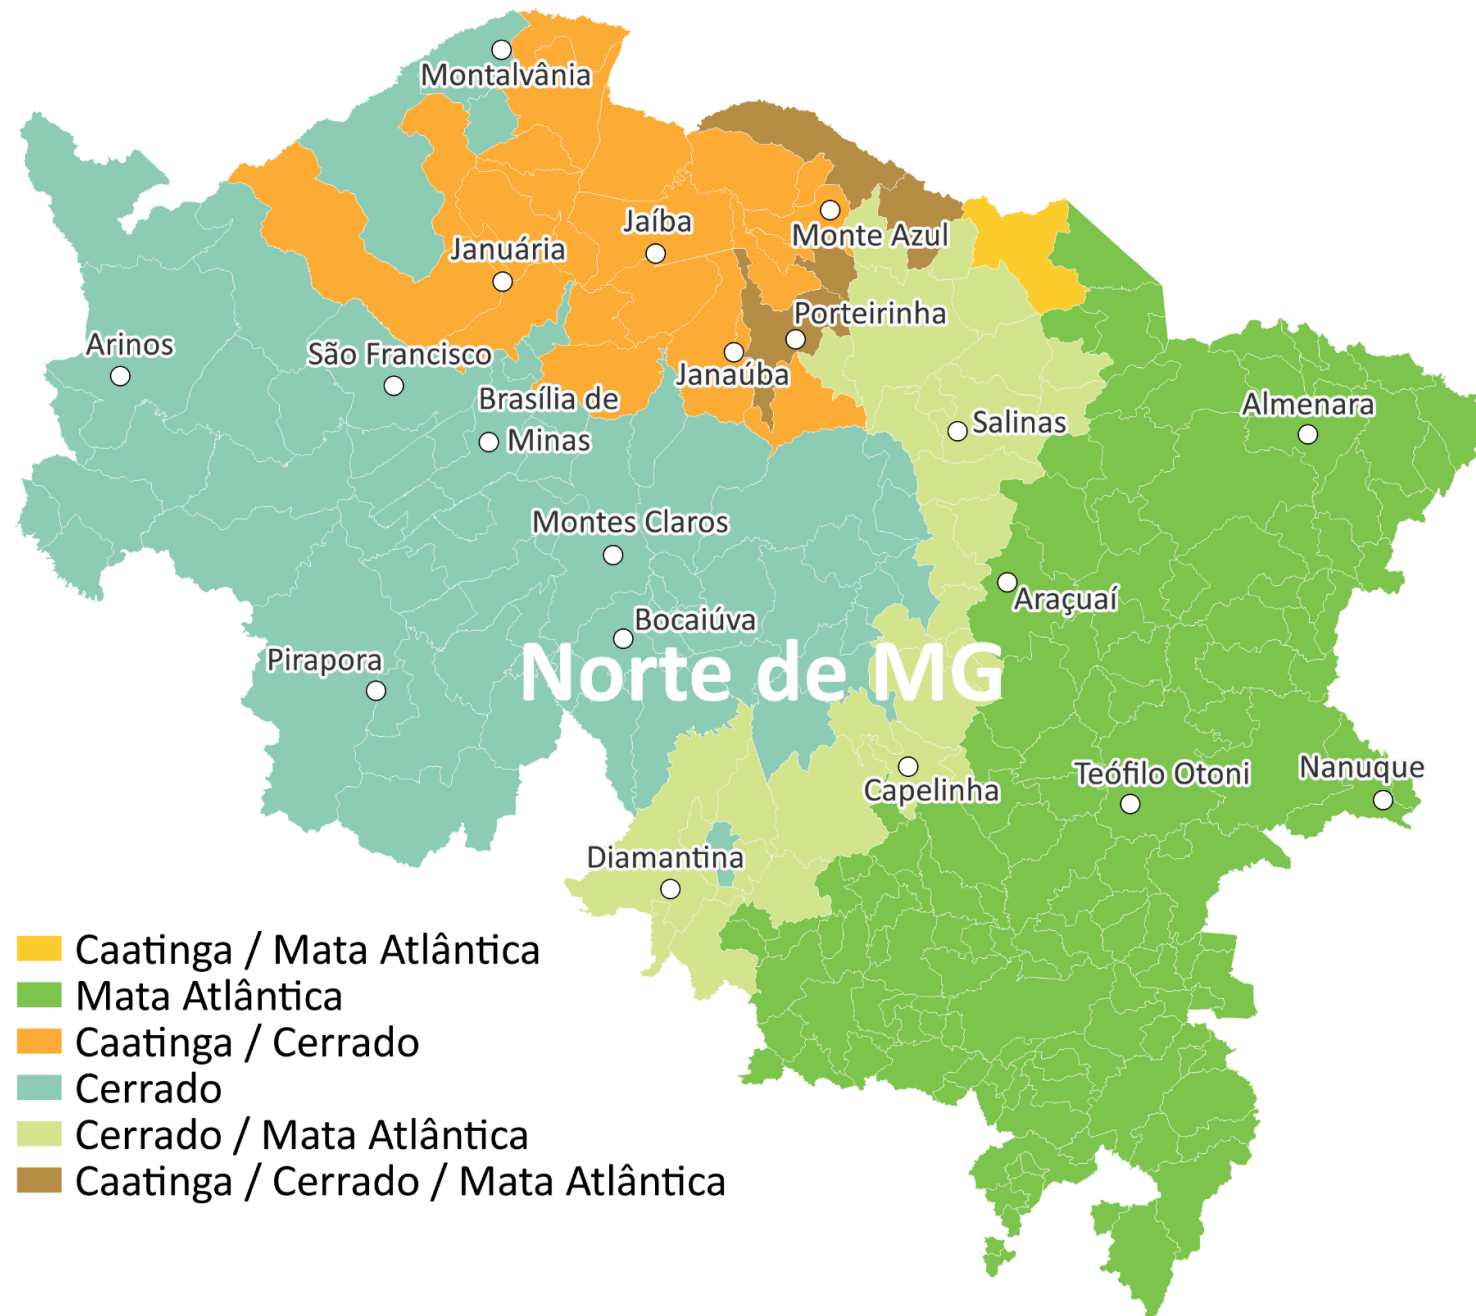 Montalvânia
Jaíba
Monte Azul
Januária
Porteirinha
Arinos
São Francisco
Janaúba
Brasília de
Minas
Almenara
Salinas
Montes Claros
Araçuaí
Bocaiúva
Pirapora
Norte de MG
Teófilo Otoni
Nanuque
Capelinha
Diamantina
Caatinga / Mata Atlântica
Mata Atlântica
Caatinga / Cerrado
Cerrado
Cerrado / Mata Atlântica
Caatinga / Cerrado / Mata Atlântica